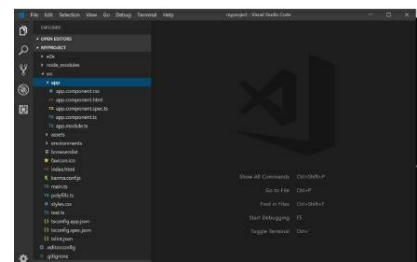 File Edit Selection View Go Debug Terminal Help
myproject - Visual Studio Code
EXPLORER
OPEN EDITORS
MYPROJECT
e2e
node_modules
src
app
app.component.css
app.component.html
app.component.spec.ts
app.component.ts
app.module.ts
assets
environments
browserslist
favicon.ico
index.html
karma.conf.js
main.ts
polyfills.ts
styles.css
test.ts
tsconfig.app.json
tsconfig.spec.json
tslint.json
.editorconfig
.gitignore
Show All Commands Ctrl+Shift+P
Go to File Ctrl+P
Find in Files Ctrl+Shift+F
Start Debugging F5
Toggle Terminal Ctrl+`